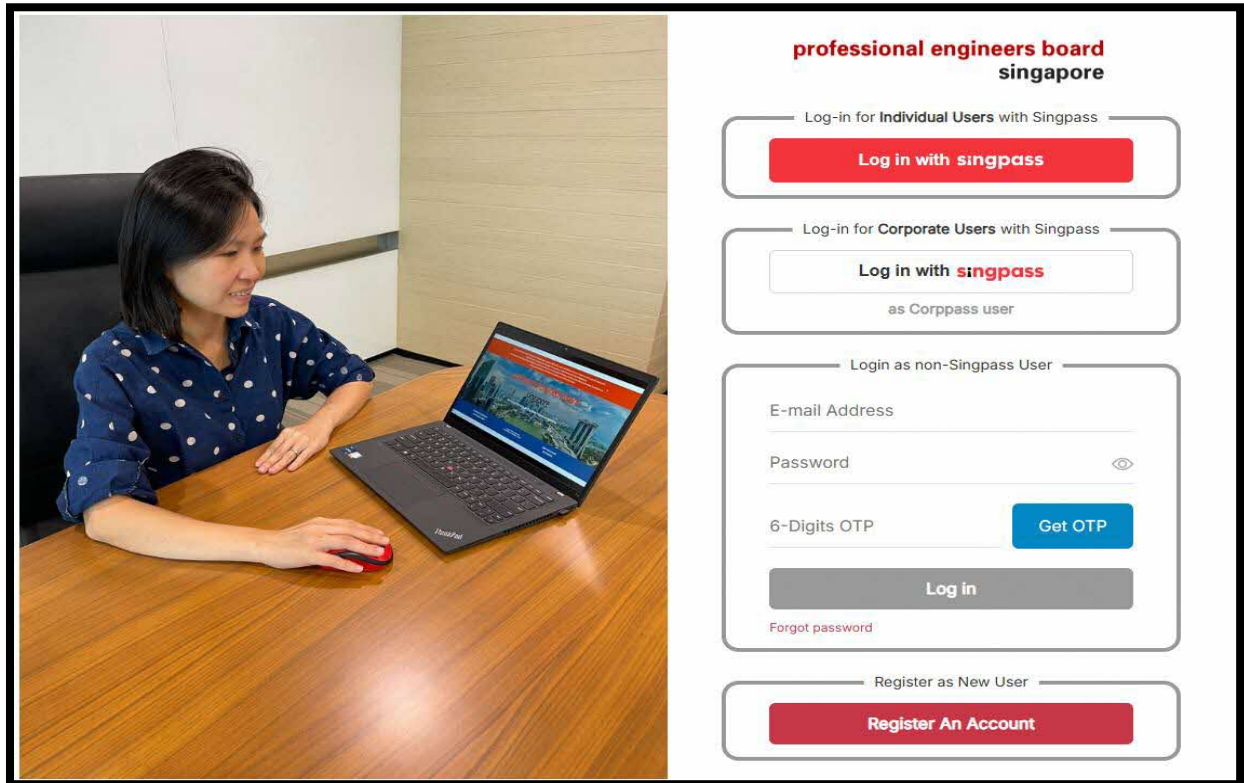 professional engineers board
singapore
Log-in for Individual Users with Singpass
Log in with singpass
Log-in for Corporate Users with Singpass
Log in with singpass
as Corppass user
Login as non-Singpass User
E-mail Address
Password
6-Digits OTP
Get OTP
Log in
Forgot password
Register as New User
Register An Account
ThinkPad